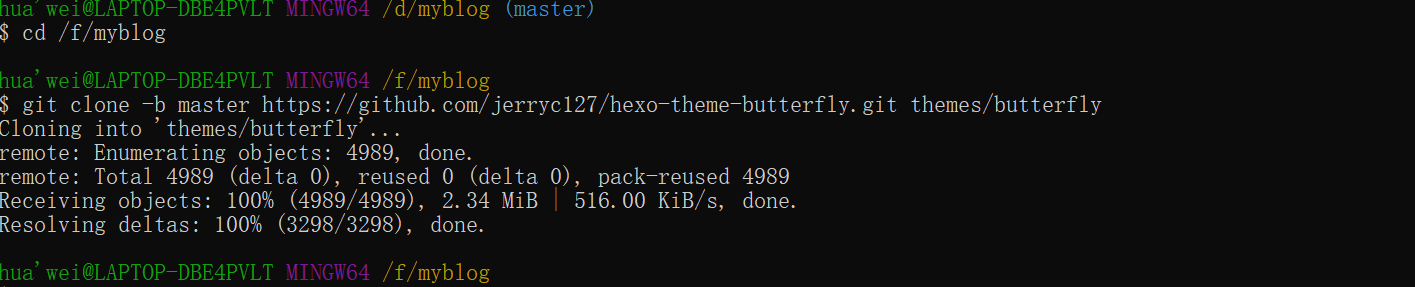 hua'wei@LAPTOP-DBE4PVLT MINGW64 /d/myblog (master)
$ cd /f/myblog
hua'wei@LAPTOP-DBE4PVLT MINGW64 /f/myblog
$ git clone -b master https://github.com/jerryc127/hexo-theme-butterfly.git themes/butterfly
Cloning into 'themes/butterfly'...
remote: Enumerating objects: 4989, done.
remote: Total 4989 (delta 0), reused 0 (delta 0), pack-reused 4989
Receiving objects: 100% (4989/4989), 2.34 MiB | 516.00 KiB/s, done.
Resolving deltas: 100% (3298/3298), done.
hua'wei@LAPTOP-DBE4PVLT MINGW64 /f/myblog